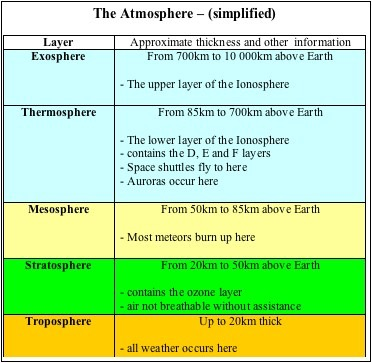 The Atmosphere – (simplified)
Layer Approximate thickness and other information
Exosphere From 700km to 10 000km above Earth
- The upper layer of the Ionosphere
Thermosphere From 85km to 700km above Earth
- The lower layer of the Ionosphere
- contains the D, E and F layers
- Space shuttles fly to here
- Auroras occur here
Mesosphere From 50km to 85km above Earth
- Most meteors burn up here
Stratosphere From 20km to 50km above Earth
- contains the ozone layer
- air not breathable without assistance
Troposphere Up to 20km thick
- all weather occurs here